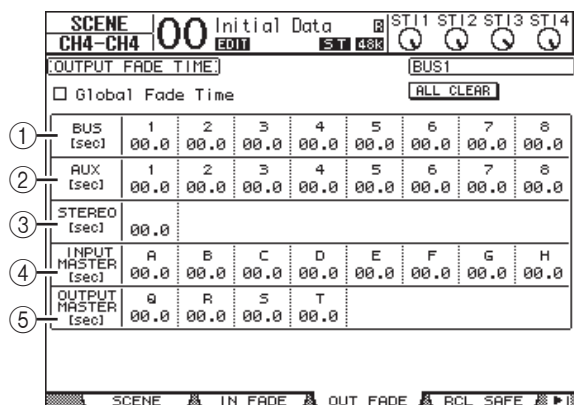 SCENE
CH4-CH4
00 Initial Data B
EDIT ST 48K
ST1 ST2 ST3 ST4
OUTPUT FADE TIME
BUS1
Global Fade Time
ALL CLEAR
① BUS [sec] 1 2 3 4 5 6 7 8
00.0 00.0 00.0 00.0 00.0 00.0 00.0 00.0
② AUX [sec] 1 2 3 4 5 6 7 8
00.0 00.0 00.0 00.0 00.0 00.0 00.0 00.0
③ STEREO [sec]
00.0
④ INPUT MASTER [sec] A B C D E F G H
00.0 00.0 00.0 00.0 00.0 00.0 00.0 00.0
⑤ OUTPUT MASTER [sec] Q R S T
00.0 00.0 00.0 00.0
SCENE IN FADE OUT FADE RCL SAFE